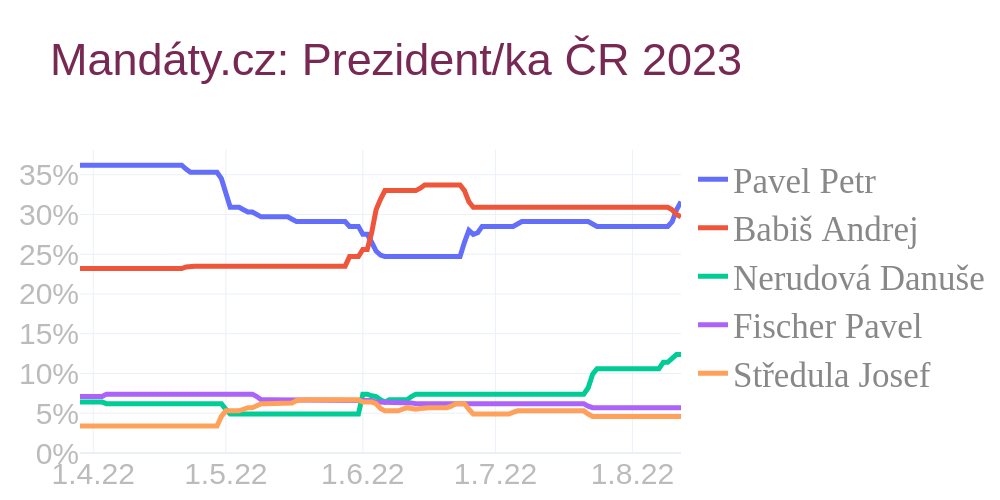 Mandáty.cz: Prezident/ka ČR 2023
35%
30%
25%
20%
15%
10%
5%
0%
1.4.22 1.5.22 1.6.22 1.7.22 1.8.22
Pavel Petr
Babiš Andrej
Nerudová Danuše
Fischer Pavel
Středula Josef